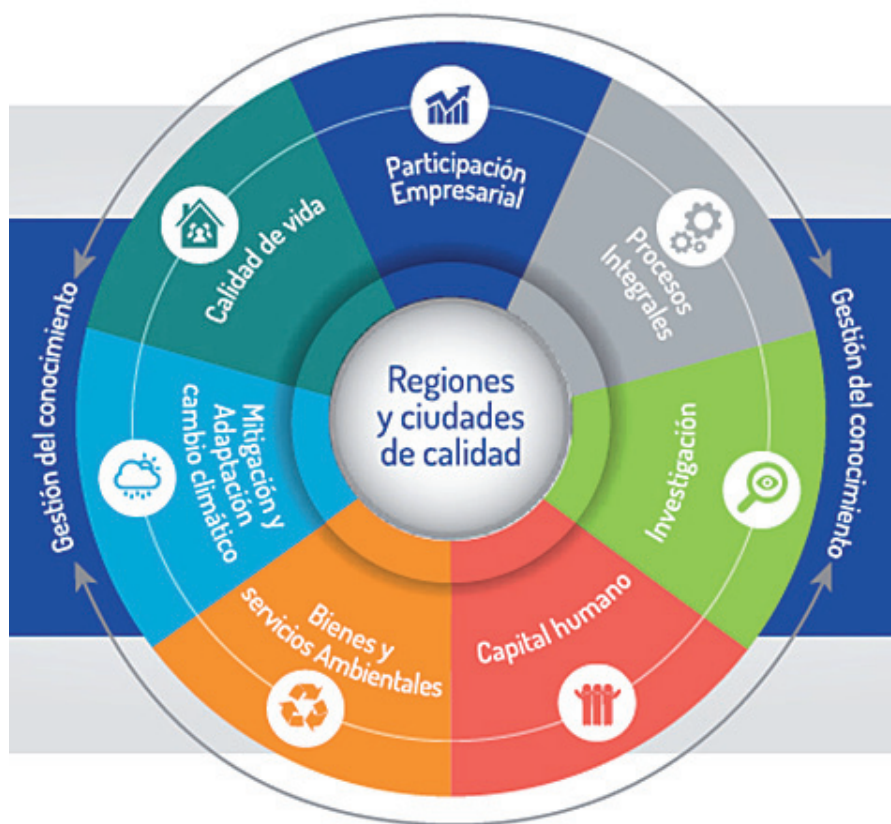 Participación
Empresarial
Procesos
Integrales
Investigación
Capital humano
Bienes y
servicios Ambientales
Mitigación y
Adaptación
cambio climático
Calidad de vida
Regiones
y ciudades
de calidad
Gestión del conocimiento
Gestión del conocimiento